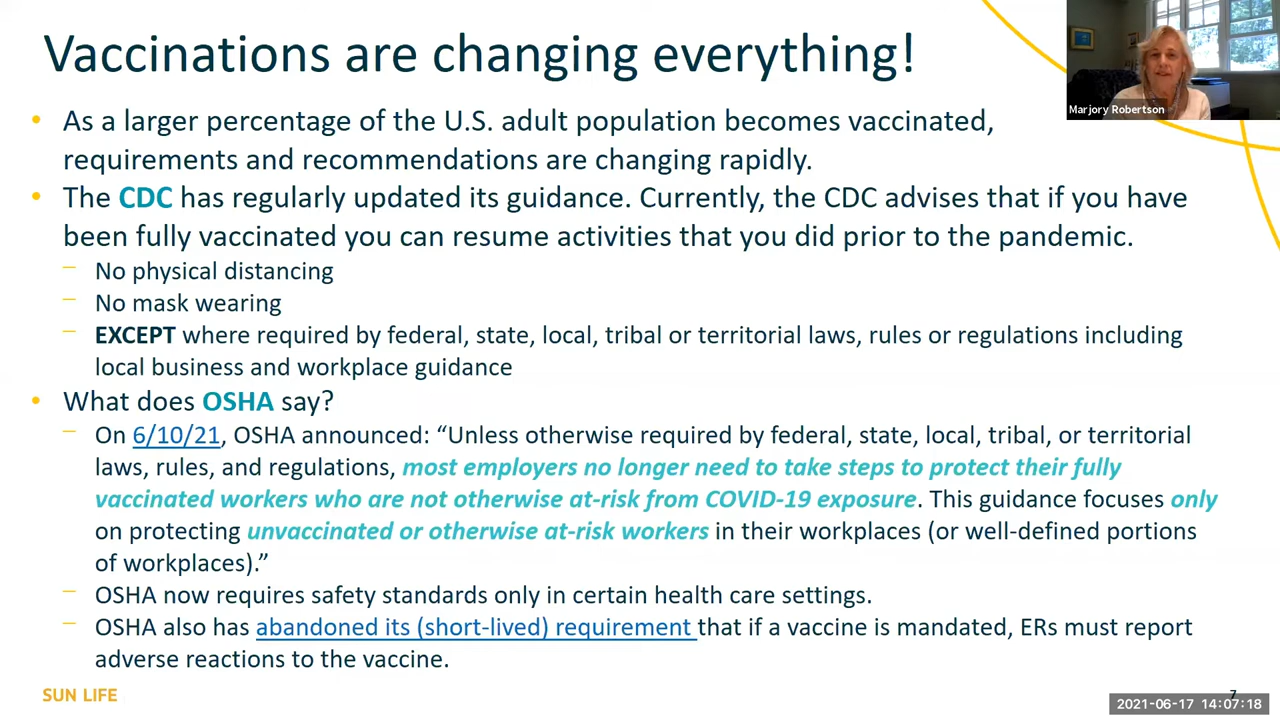 Vaccinations are changing everything!
Marjory Robertson
• As a larger percentage of the U.S. adult population becomes vaccinated,
requirements and recommendations are changing rapidly.
• The CDC has regularly updated its guidance. Currently, the CDC advises that if you have
been fully vaccinated you can resume activities that you did prior to the pandemic.
– No physical distancing
– No mask wearing
– EXCEPT where required by federal, state, local, tribal or territorial laws, rules or regulations including
local business and workplace guidance
• What does OSHA say?
– On 6/10/21, OSHA announced: “Unless otherwise required by federal, state, local, tribal, or territorial
laws, rules, and regulations, most employers no longer need to take steps to protect their fully
vaccinated workers who are not otherwise at-risk from COVID-19 exposure. This guidance focuses only
on protecting unvaccinated or otherwise at-risk workers in their workplaces (or well-defined portions
of workplaces).”
– OSHA now requires safety standards only in certain health care settings.
– OSHA also has abandoned its (short-lived) requirement that if a vaccine is mandated, ERs must report
adverse reactions to the vaccine.
SUN LIFE
7
2021-06-17 14:07:18